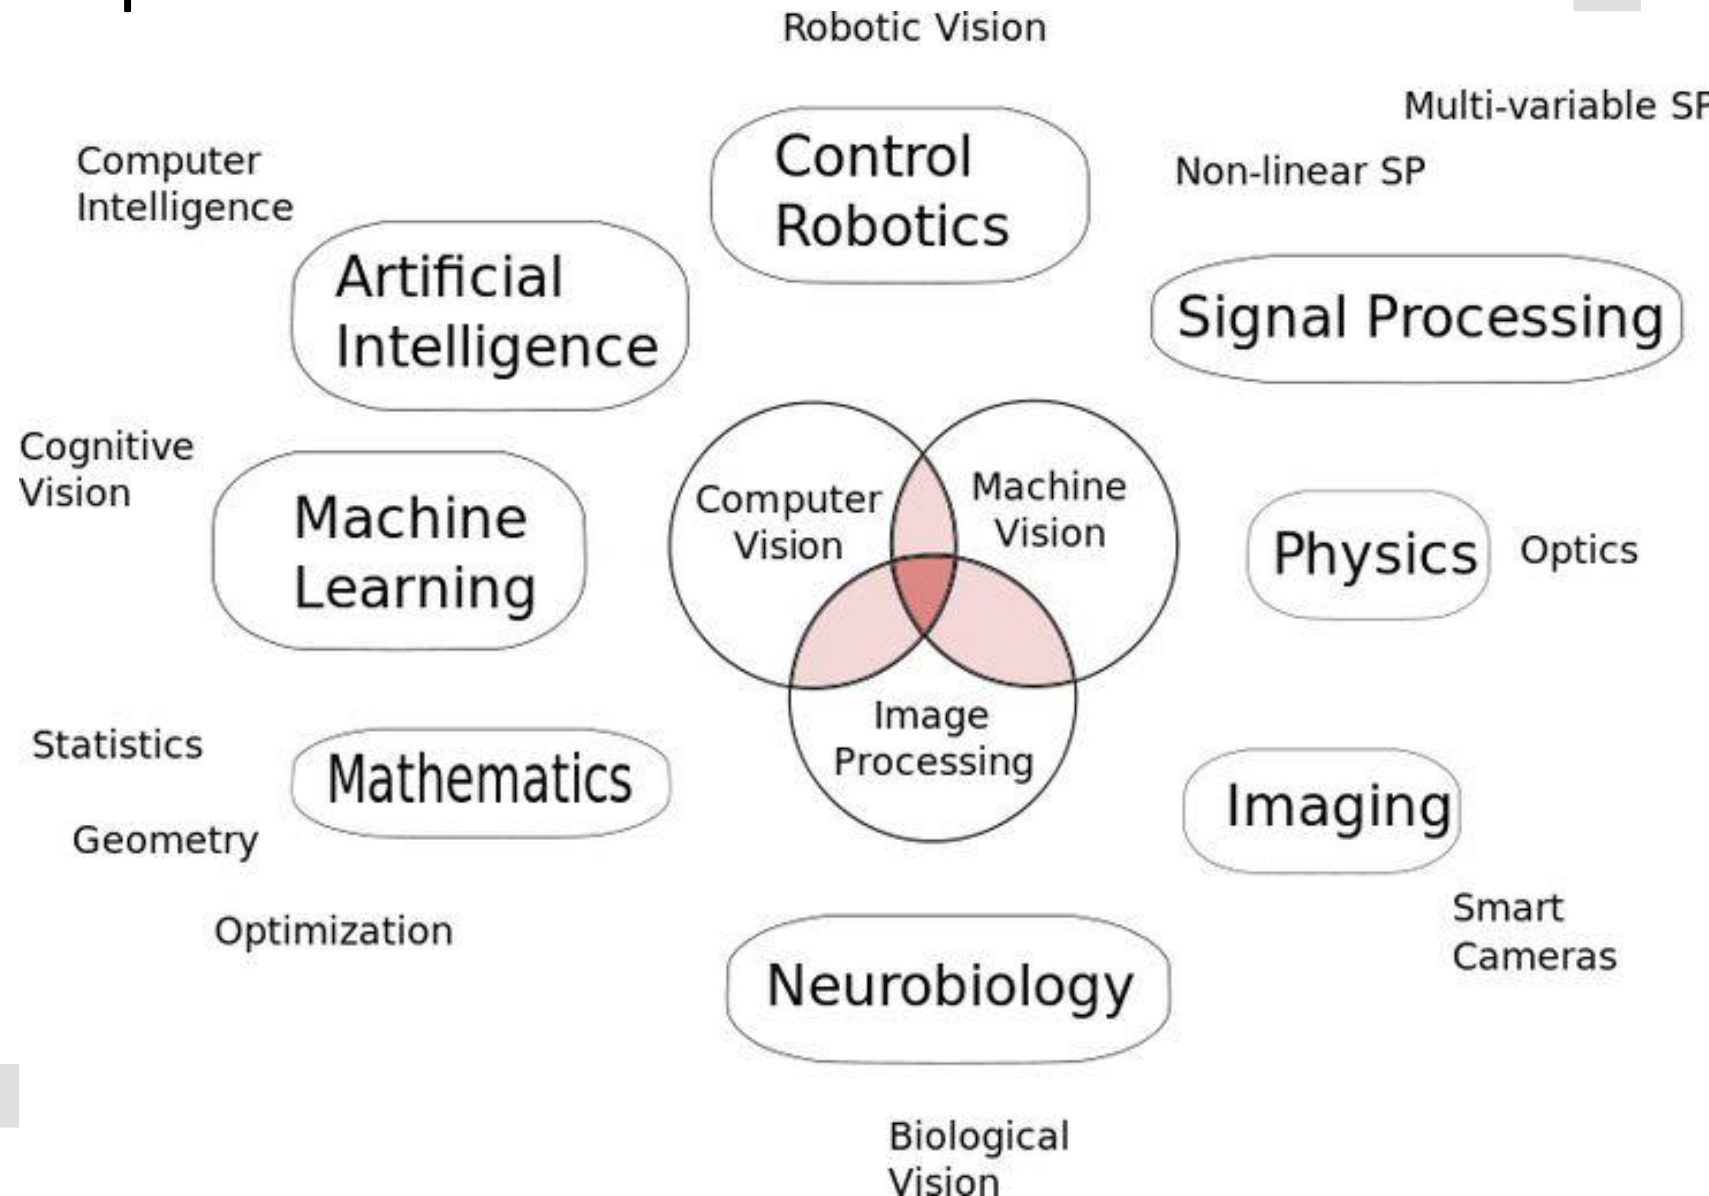 Robotic Vision
Multi-variable SP
Non-linear SP
Computer
Intelligence
Control
Robotics
Artificial
Intelligence
Signal Processing
Cognitive
Vision
Machine
Learning
Computer
Vision
Machine
Vision
Physics
Optics
Image
Processing
Statistics
Mathematics
Geometry
Imaging
Optimization
Smart
Cameras
Neurobiology
Biological
Vision